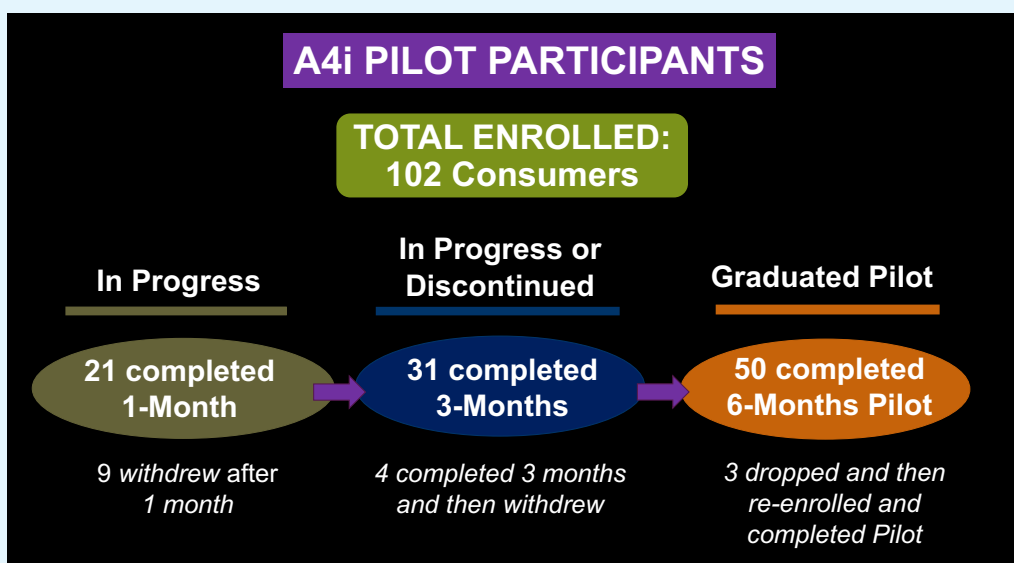 A4i PILOT PARTICIPANTS
TOTAL ENROLLED:
102 Consumers
In Progress
21 completed
1-Month
9 withdrew after
1 month
In Progress or
Discontinued
31 completed
3-Months
4 completed 3 months
and then withdrew
Graduated Pilot
50 completed
6-Months Pilot
3 dropped and then
re-enrolled and
completed Pilot